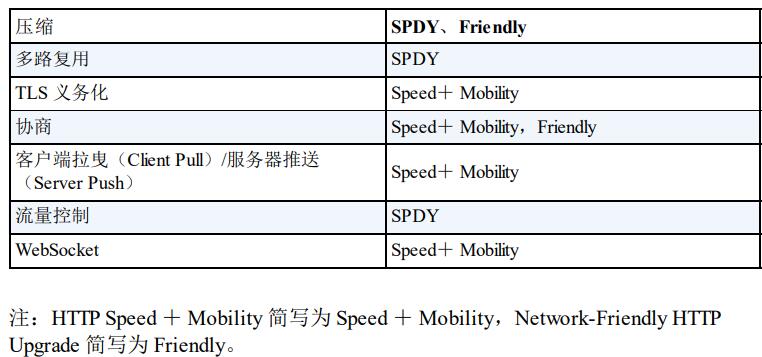 压缩 SPDY、Friendly
多路复用 SPDY
TLS 义务化 Speed＋ Mobility
协商 Speed＋ Mobility，Friendly
客户端拉曳（Client Pull）/服务器推送
（Server Push） Speed＋ Mobility
流量控制 SPDY
WebSocket Speed＋ Mobility
注：HTTP Speed ＋ Mobility 简写为 Speed ＋ Mobility，Network-Friendly HTTP
Upgrade 简写为 Friendly。